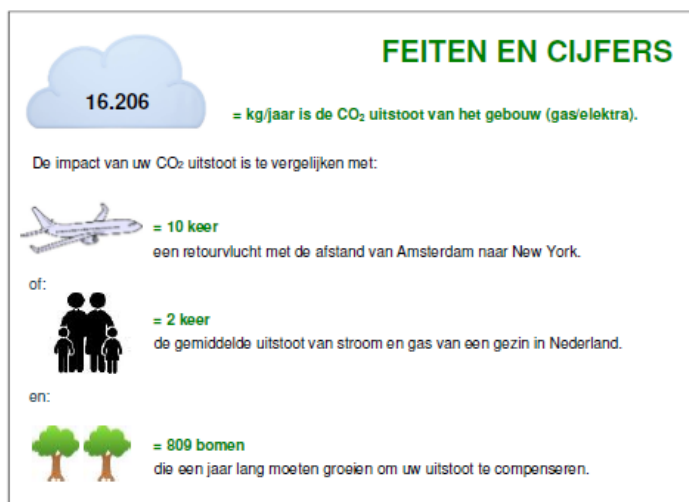 FEITEN EN CIJFERS
16.206
= kg/jaar is de CO₂ uitstoot van het gebouw (gas/elektra).
De impact van uw CO₂ uitstoot is te vergelijken met:
= 10 keer
een retourvlucht met de afstand van Amsterdam naar New York.
of:
= 2 keer
de gemiddelde uitstoot van stroom en gas van een gezin in Nederland.
en:
= 809 bomen
die een jaar lang moeten groeien om uw uitstoot te compenseren.